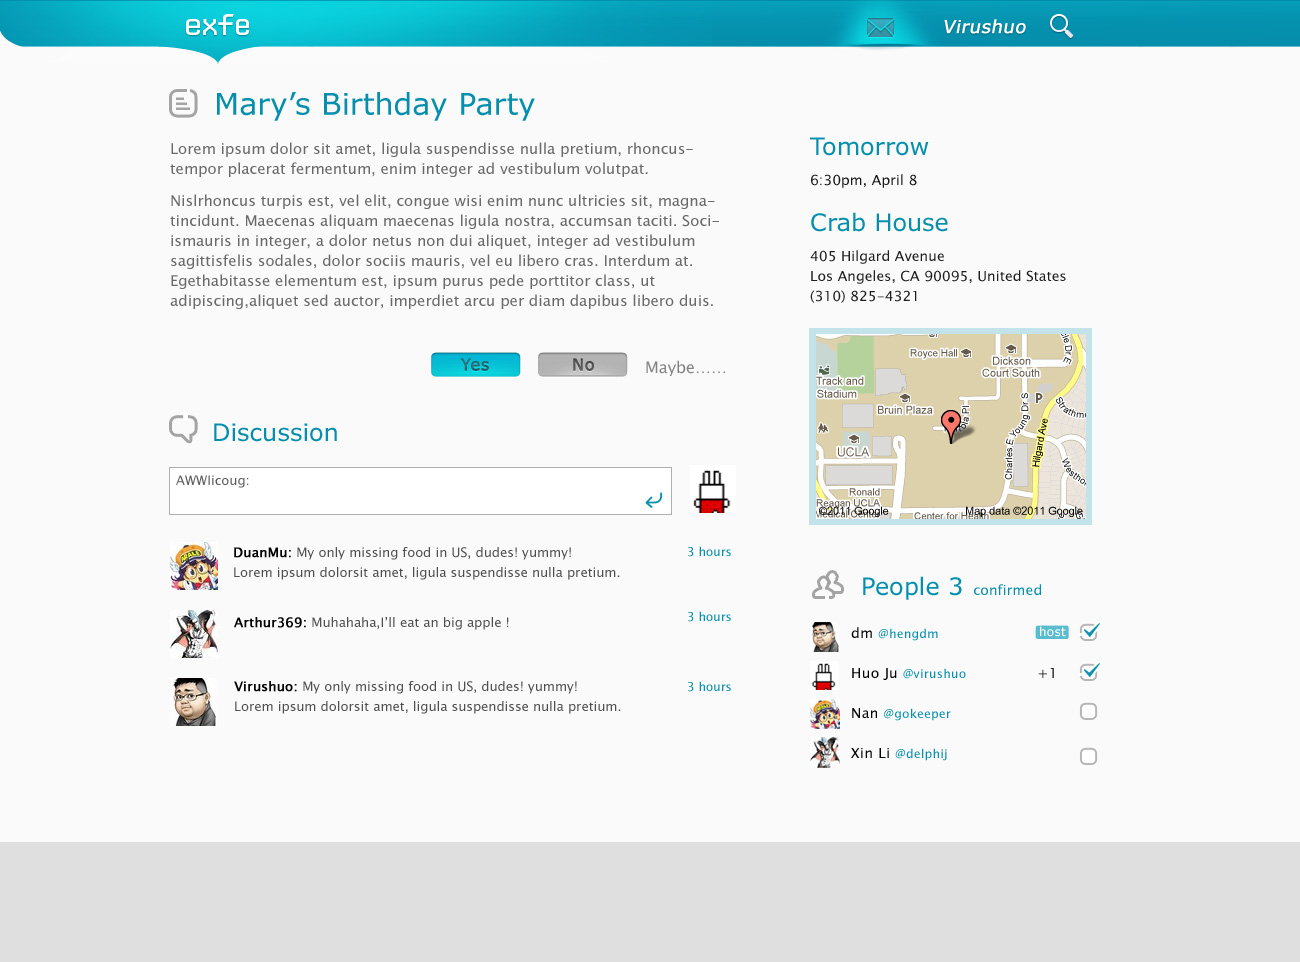 exfe
Virushuo
Mary’s Birthday Party
Lorem ipsum dolor sit amet, ligula suspendisse nulla pretium, rhoncus-
tempor placerat fermentum, enim integer ad vestibulum volutpat.
Nislrhoncus turpis est, vel elit, congue wisi enim nunc ultricies sit, magna-
tincidunt. Maecenas aliquam maecenas ligula nostra, accumsan taciti. Soci-
ismauris in integer, a dolor netus non dui aliquet, integer ad vestibulum
sagittisfelis sodales, dolor sociis mauris, vel eu libero cras. Interdum at.
Egethabitasse elementum est, ipsum purus pede porttitor class, ut
adipiscing,aliquet sed auctor, imperdiet arcu per diam dapibus libero duis.
Yes
No
Maybe......
Discussion
AWWlicoug:
DuanMu: My only missing food in US, dudes! yummy!
3 hours
Lorem ipsum dolorsit amet, ligula suspendisse nulla pretium.
Arthur369: Muhahaha,I’ll eat an big apple !
3 hours
Virushuo: My only missing food in US, dudes! yummy!
3 hours
Lorem ipsum dolorsit amet, ligula suspendisse nulla pretium.
Tomorrow
6:30pm, April 8
Crab House
405 Hilgard Avenue
Los Angeles, CA 90095, United States
(310) 825-4321
Royce Hall
Dickson
Court South
Track and
Stadium
Bruin Plaza
P
UCLA
Charles E Young Dr S
Hilgard Ave
Strathm
Westho
Ronald
Reagan UCLA
Medical Center
Center for Health
©2011 Google
Map data ©2011 Google
People 3 confirmed
dm @hengdm
host
Huo Ju @virushuo
+1
Nan @gokeeper
Xin Li @delphij